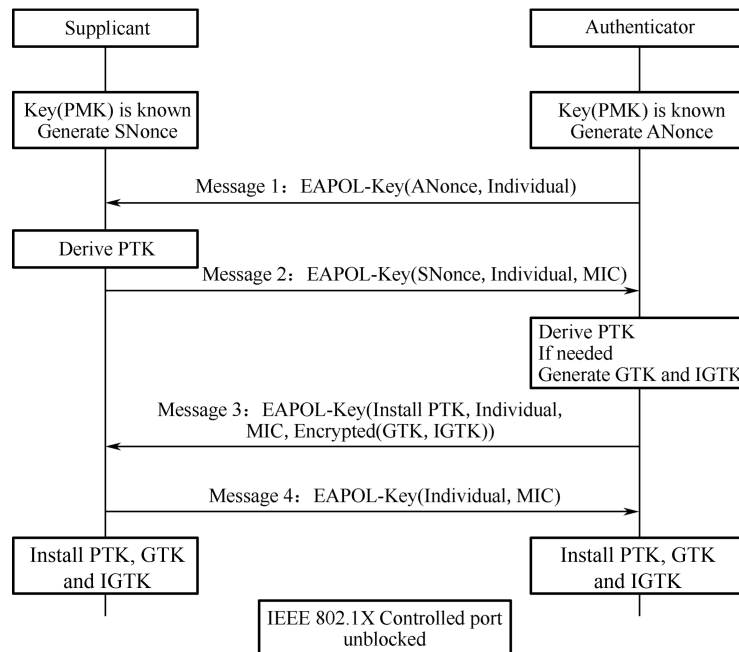 Supplicant
Authenticator
Key(PMK) is known
Generate SNonce
Key(PMK) is known
Generate ANonce
Message 1：EAPOL-Key(ANonce, Individual)
Derive PTK
Message 2：EAPOL-Key(SNonce, Individual, MIC)
Derive PTK
If needed
Generate GTK and IGTK
Message 3：EAPOL-Key(Install PTK, Individual,
MIC, Encrypted(GTK, IGTK))
Message 4：EAPOL-Key(Individual, MIC)
Install PTK, GTK
and IGTK
Install PTK, GTK
and IGTK
IEEE 802.1X Controlled port
unblocked